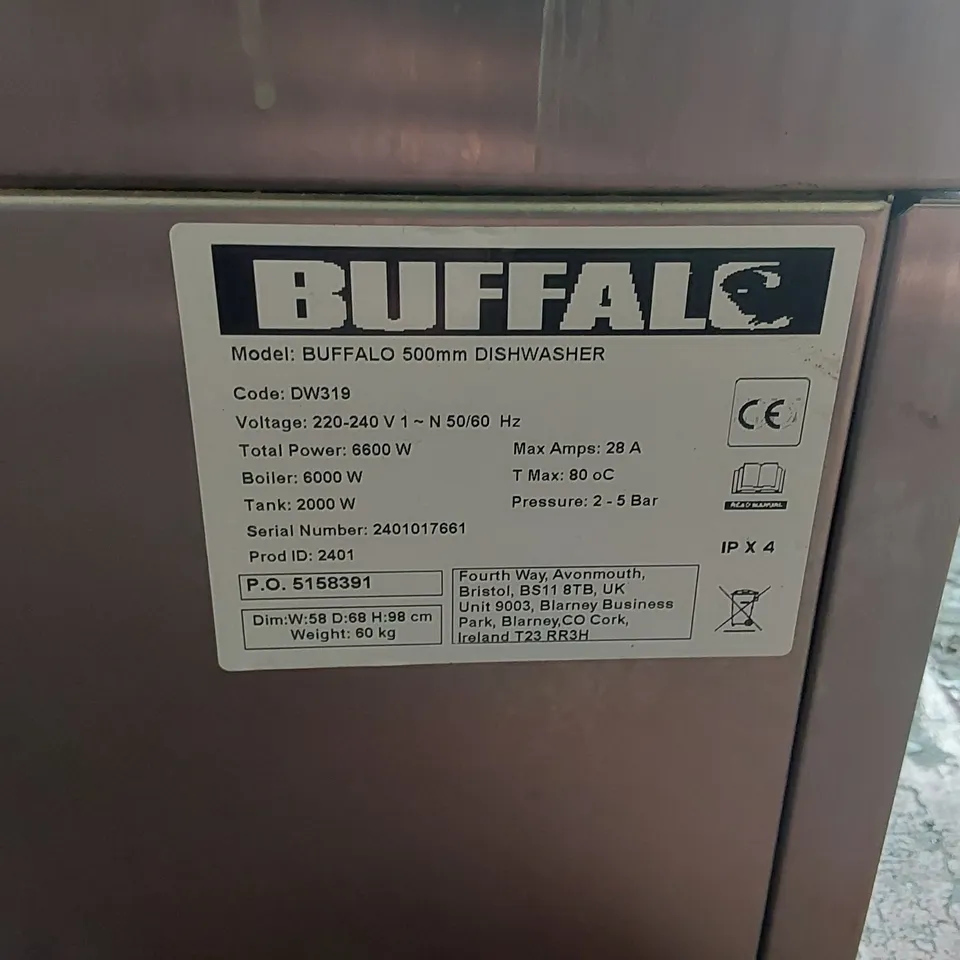 BUFFALO
Model: BUFFALO 500mm DISHWASHER
Code: DW319
Voltage: 220-240 V 1 ~ N 50/60 Hz
Total Power: 6600 W
Max Amps: 28 A
Boiler: 6000 W
T Max: 80 oC
Tank: 2000 W
Pressure: 2 - 5 Bar
Serial Number: 2401017661
Prod ID: 2401
CE
READ MANUAL
IP X 4
P.O. 5158391
Dim:W:58 D:68 H:98 cm
Weight: 60 kg
Fourth Way, Avonmouth,
Bristol, BS11 8TB, UK
Unit 9003, Blarney Business
Park, Blarney,CO Cork,
Ireland T23 RR3H